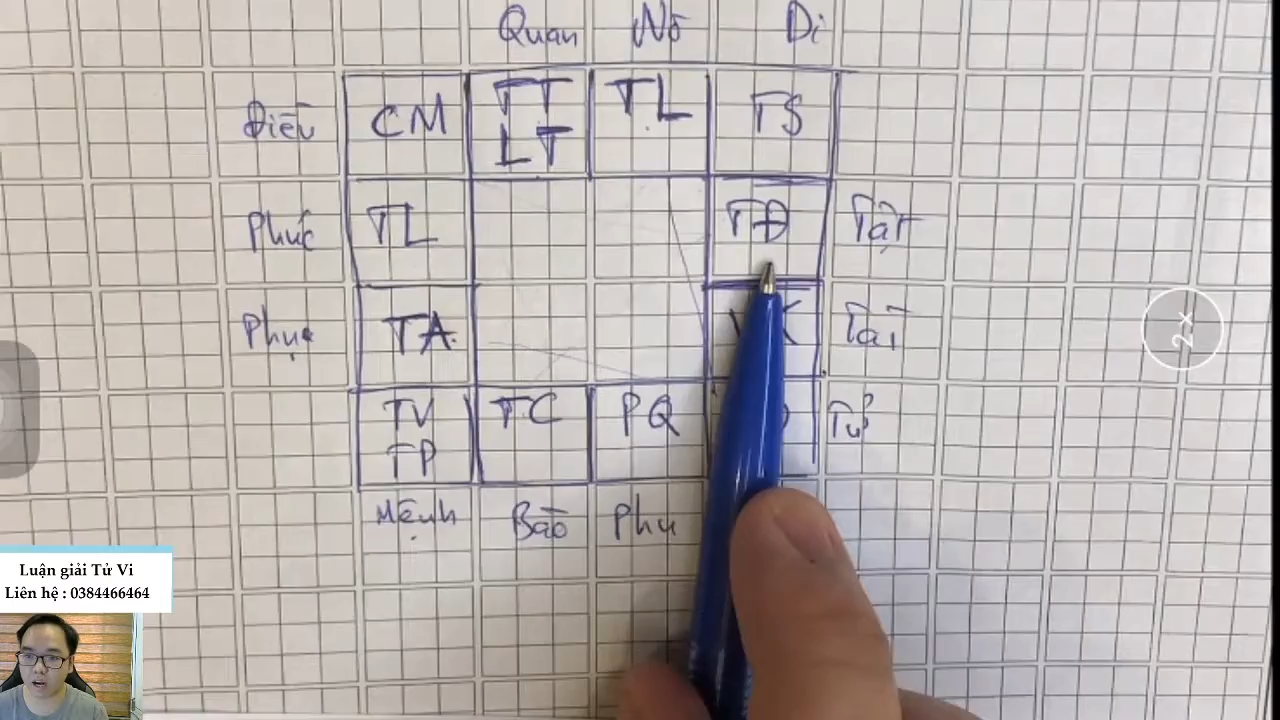 Quan Nô Di
Điền CM TT TL TS
LT
Phúc TL TĐ Tật
Phụ TA K Tài
TV TC PQ Tử
TP
Mệnh Bào Phu
2×
Luận giải Tử Vi
Liên hệ : 0384466464